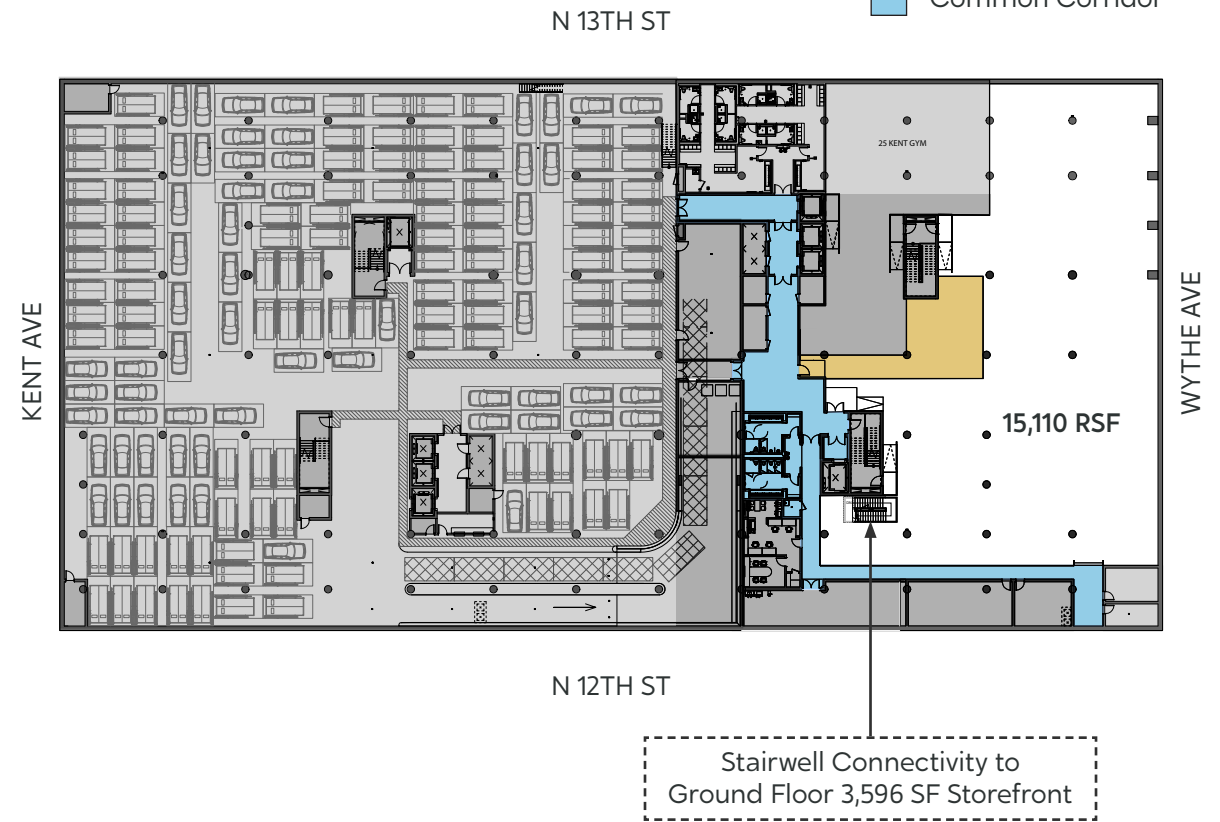 Common Corridor
N 13TH ST
25 KENT GYM
KENT AVE
WYTHE AVE
15,110 RSF
N 12TH ST
Stairwell Connectivity to
Ground Floor 3,596 SF Storefront